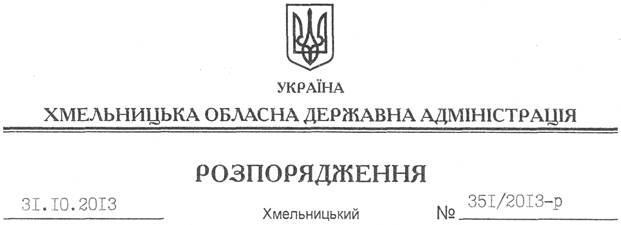 УКРАЇНА
ХМЕЛЬНИЦЬКА ОБЛАСНА ДЕРЖАВНА АДМІНІСТРАЦІЯ
РОЗПОРЯДЖЕННЯ
31.10.2013 Хмельницький № 351/2013-р